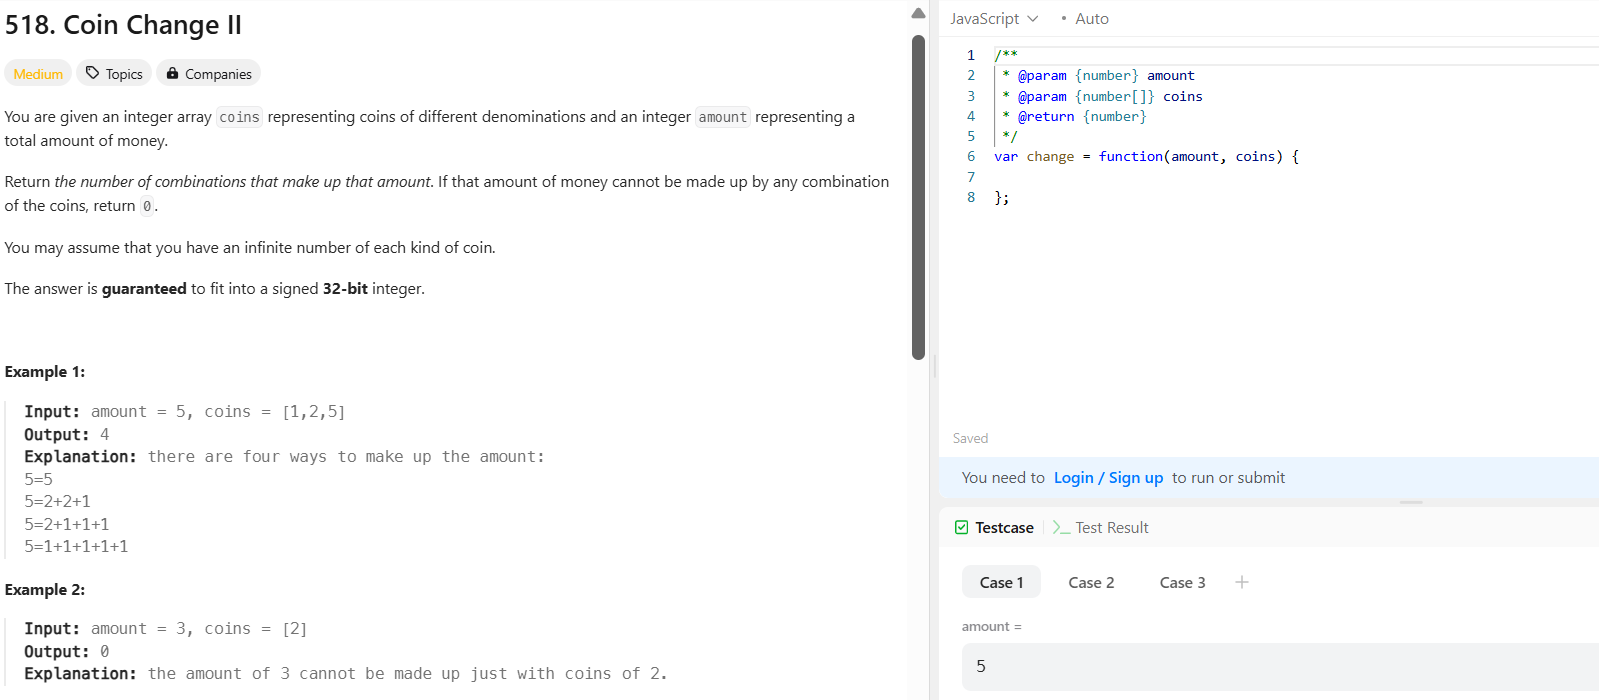 518. Coin Change II
Medium
Topics
Companies
You are given an integer array coins representing coins of different denominations and an integer amount representing a
total amount of money.
Return the number of combinations that make up that amount. If that amount of money cannot be made up by any combination
of the coins, return 0.
You may assume that you have an infinite number of each kind of coin.
The answer is guaranteed to fit into a signed 32-bit integer.
Example 1:
Input: amount = 5, coins = [1,2,5]
Output: 4
Explanation: there are four ways to make up the amount:
5=5
5=2+2+1
5=2+1+1+1
5=1+1+1+1+1
Example 2:
Input: amount = 3, coins = [2]
Output: 0
Explanation: the amount of 3 cannot be made up just with coins of 2.
JavaScript
• Auto
1 /**
2 * @param {number} amount
3 * @param {number[]} coins
4 * @return {number}
5 */
6 var change = function(amount, coins) {
7
8 };
Saved
You need to Login / Sign up to run or submit
Testcase
>_ Test Result
Case 1
Case 2
Case 3
+
amount =
5